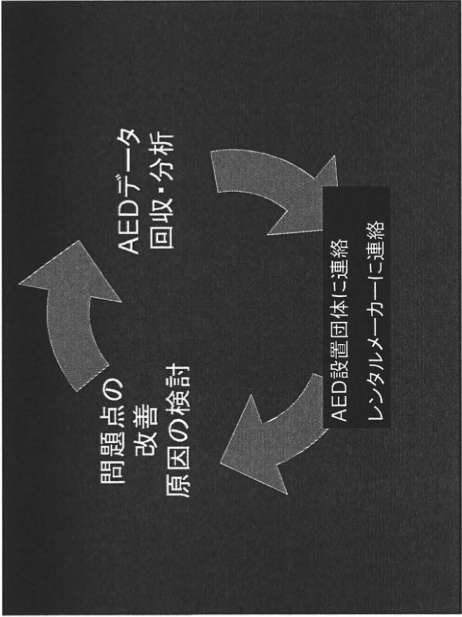 問題点の
改善
原因の検討
AEDデータ
回収・分析
AED設置団体に連絡
レンタルメーカーに連絡